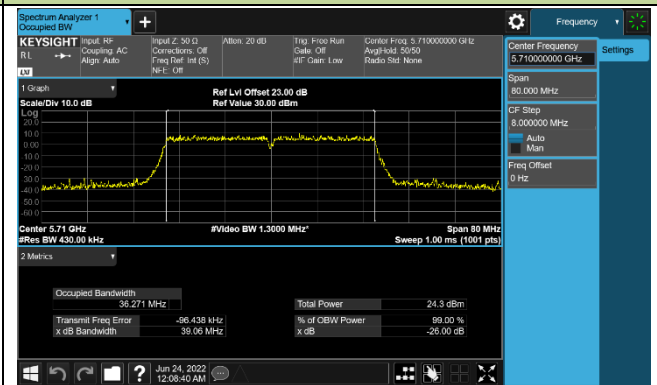 Spectrum Analyzer 1
Occupied BW
+
Frequency
KEYSIGHT
Input: RF
Coupling: AC
Align: Auto
RL
LXI
Input Z: 50 Ω
Corrections: Off
Freq Ref: Int (S)
NFE: Off
Atten: 20 dB
Trig: Free Run
Gate: Off
#IF Gain: Low
Center Freq: 5.710000000 GHz
Avg|Hold: 50/50
Radio Std: None
Center Frequency
5.710000000 GHz
Settings
Span
80.000 MHz
CF Step
8.000000 MHz
Auto
Man
Freq Offset
0 Hz
1 Graph
Scale/Div 10.0 dB
Ref Lvl Offset 23.00 dB
Ref Value 30.00 dBm
Log
20.0
10.0
0.00
-10.0
-20.0
-30.0
-40.0
-50.0
-60.0
Center 5.71 GHz
#Video BW 1.3000 MHz*
Span 80 MHz
#Res BW 430.00 kHz
Sweep 1.00 ms (1001 pts)
2 Metrics
Occupied Bandwidth
36.271 MHz
Total Power 24.3 dBm
Transmit Freq Error -96.438 kHz
% of OBW Power 99.00 %
x dB Bandwidth 39.06 MHz
x dB -26.00 dB
?
Jun 24, 2022
12:08:40 AM